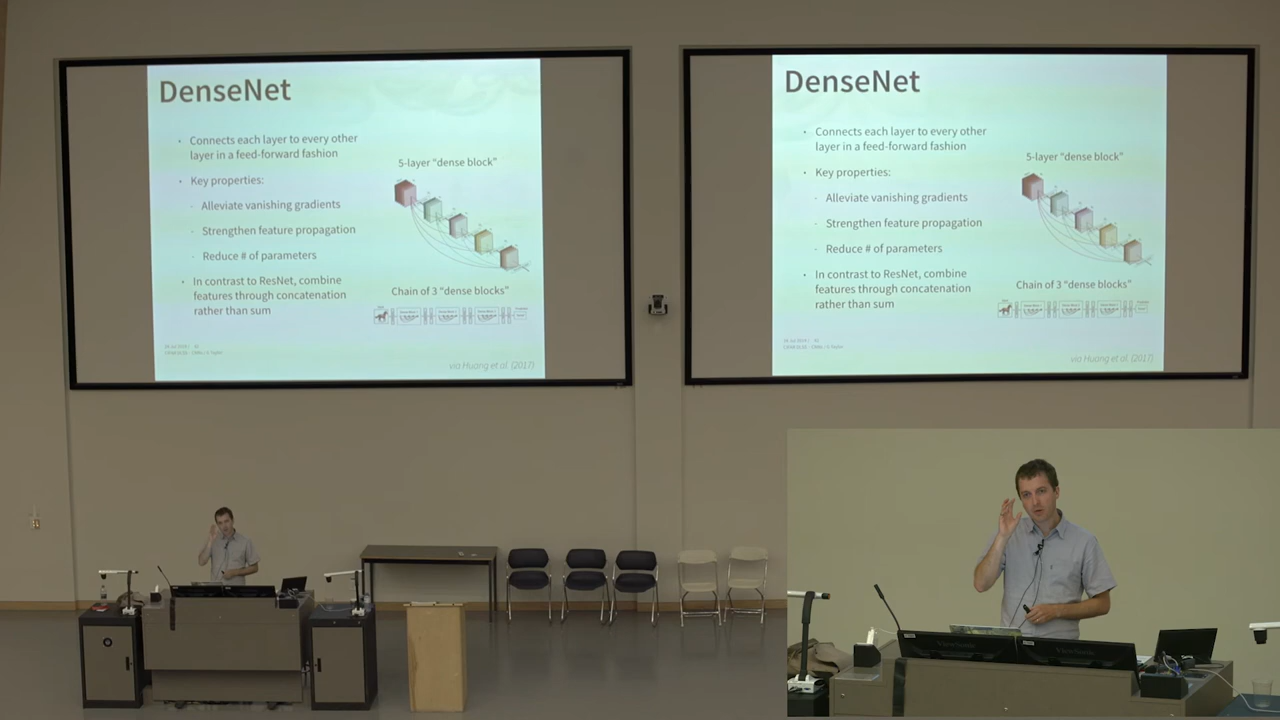 DenseNet
Connects each layer to every other
layer in a feed-forward fashion
Key properties:
Alleviate vanishing gradients
Strengthen feature propagation
Reduce # of parameters
In contrast to ResNet, combine
features through concatenation
rather than sum
5-layer "dense block"
Chain of 3 "dense blocks"
via Huang et al. (2017)
DenseNet
Connects each layer to every other
layer in a feed-forward fashion
Key properties:
Alleviate vanishing gradients
Strengthen feature propagation
Reduce # of parameters
In contrast to ResNet, combine
features through concatenation
rather than sum
5-layer "dense block"
Chain of 3 "dense blocks"
via Huang et al. (2017)